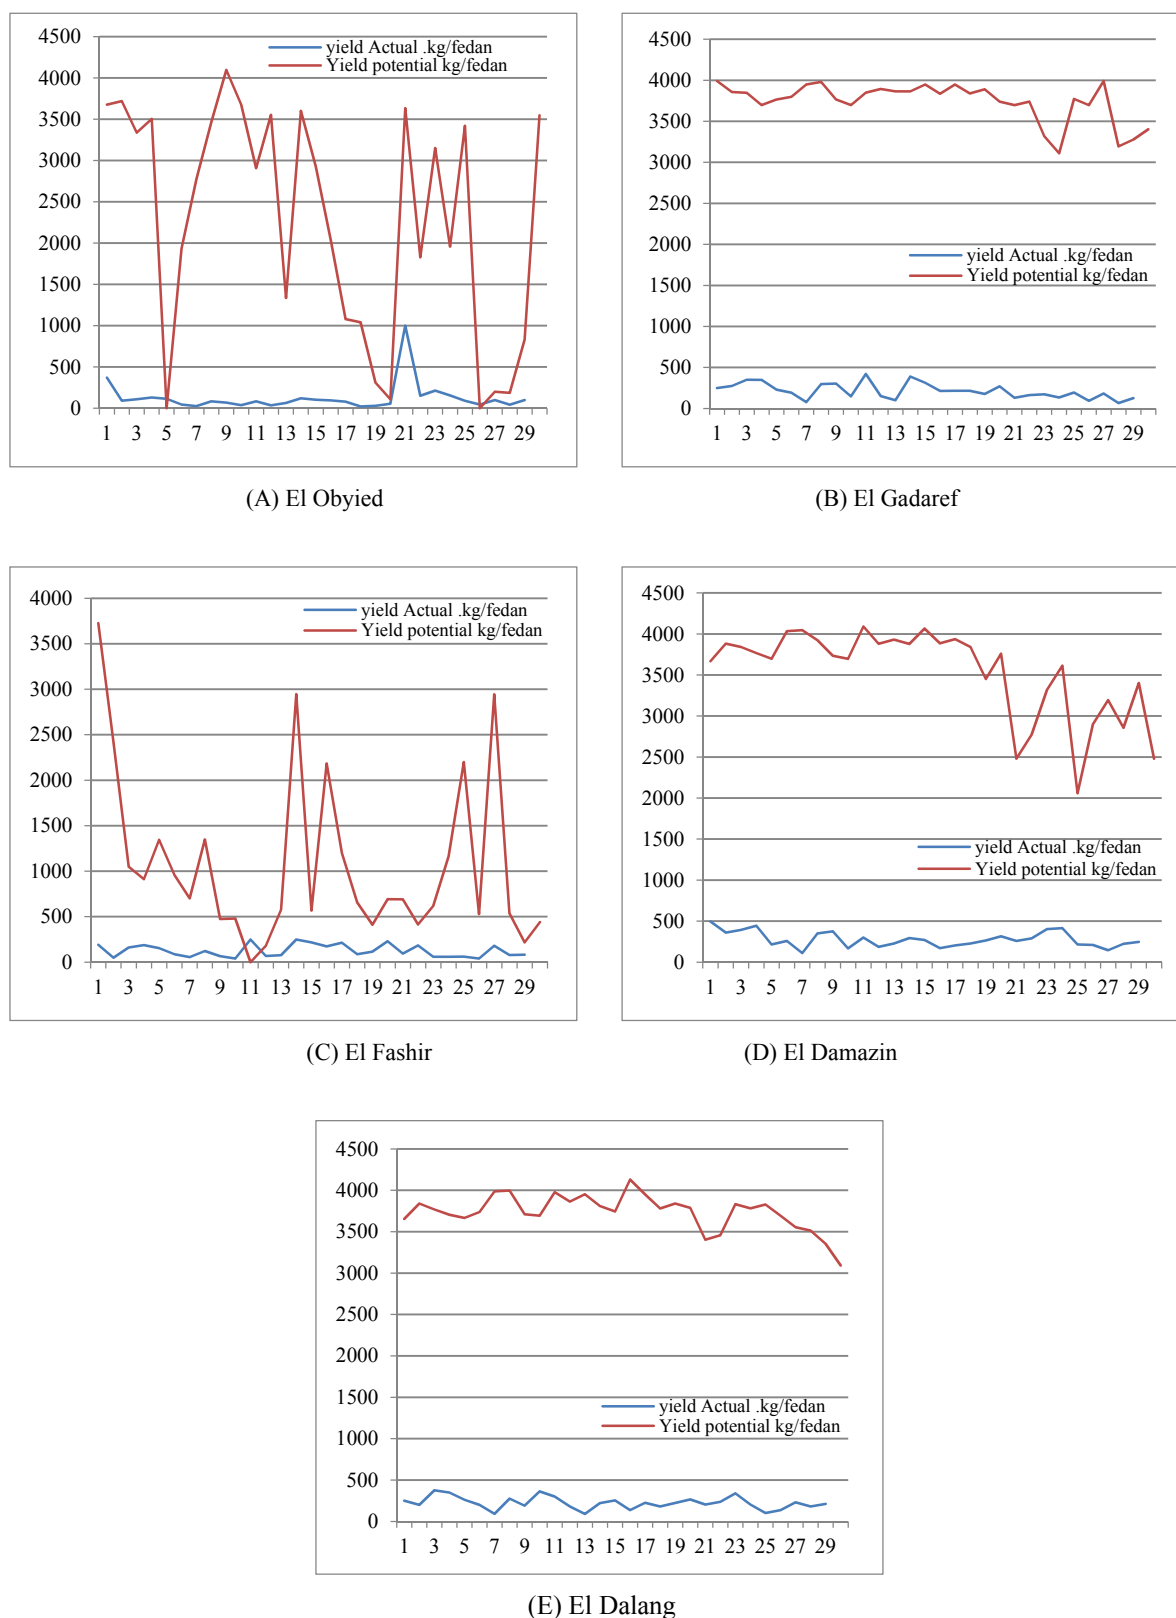 4500
4000
3500
3000
2500
2000
1500
1000
500
0
yield Actual .kg/fedan
Yield potential kg/fedan
1 3 5 7 9 11 13 15 17 19 21 23 25 27 29
(A) El Obyied
4500
4000
3500
3000
2500
2000
1500
1000
500
0
yield Actual .kg/fedan
Yield potential kg/fedan
1 3 5 7 9 11 13 15 17 19 21 23 25 27 29
(B) El Gadaref
4000
3500
3000
2500
2000
1500
1000
500
0
yield Actual .kg/fedan
Yield potential kg/fedan
1 3 5 7 9 11 13 15 17 19 21 23 25 27 29
(C) El Fashir
4500
4000
3500
3000
2500
2000
1500
1000
500
0
yield Actual .kg/fedan
Yield potential kg/fedan
1 3 5 7 9 11 13 15 17 19 21 23 25 27 29
(D) El Damazin
4500
4000
3500
3000
2500
2000
1500
1000
500
0
yield Actual .kg/fedan
Yield potential kg/fedan
1 3 5 7 9 11 13 15 17 19 21 23 25 27 29
(E) El Dalang